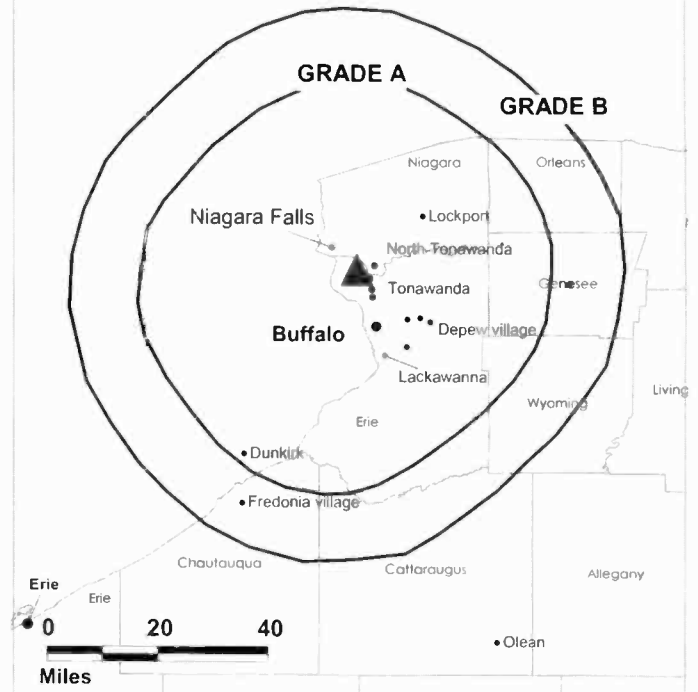 GRADE A
GRADE B
Niagara
Orleans
Niagara Falls
Lockport
North Tonawanda
Tonawanda
Genesee
Buffalo
Depew village
Lackawanna
Living
Wyoming
Erie
Dunkirk
Fredonia village
Chautauqua
Cattaraugus
Allegany
Erie
Erie
0 20 40
Olean
Miles